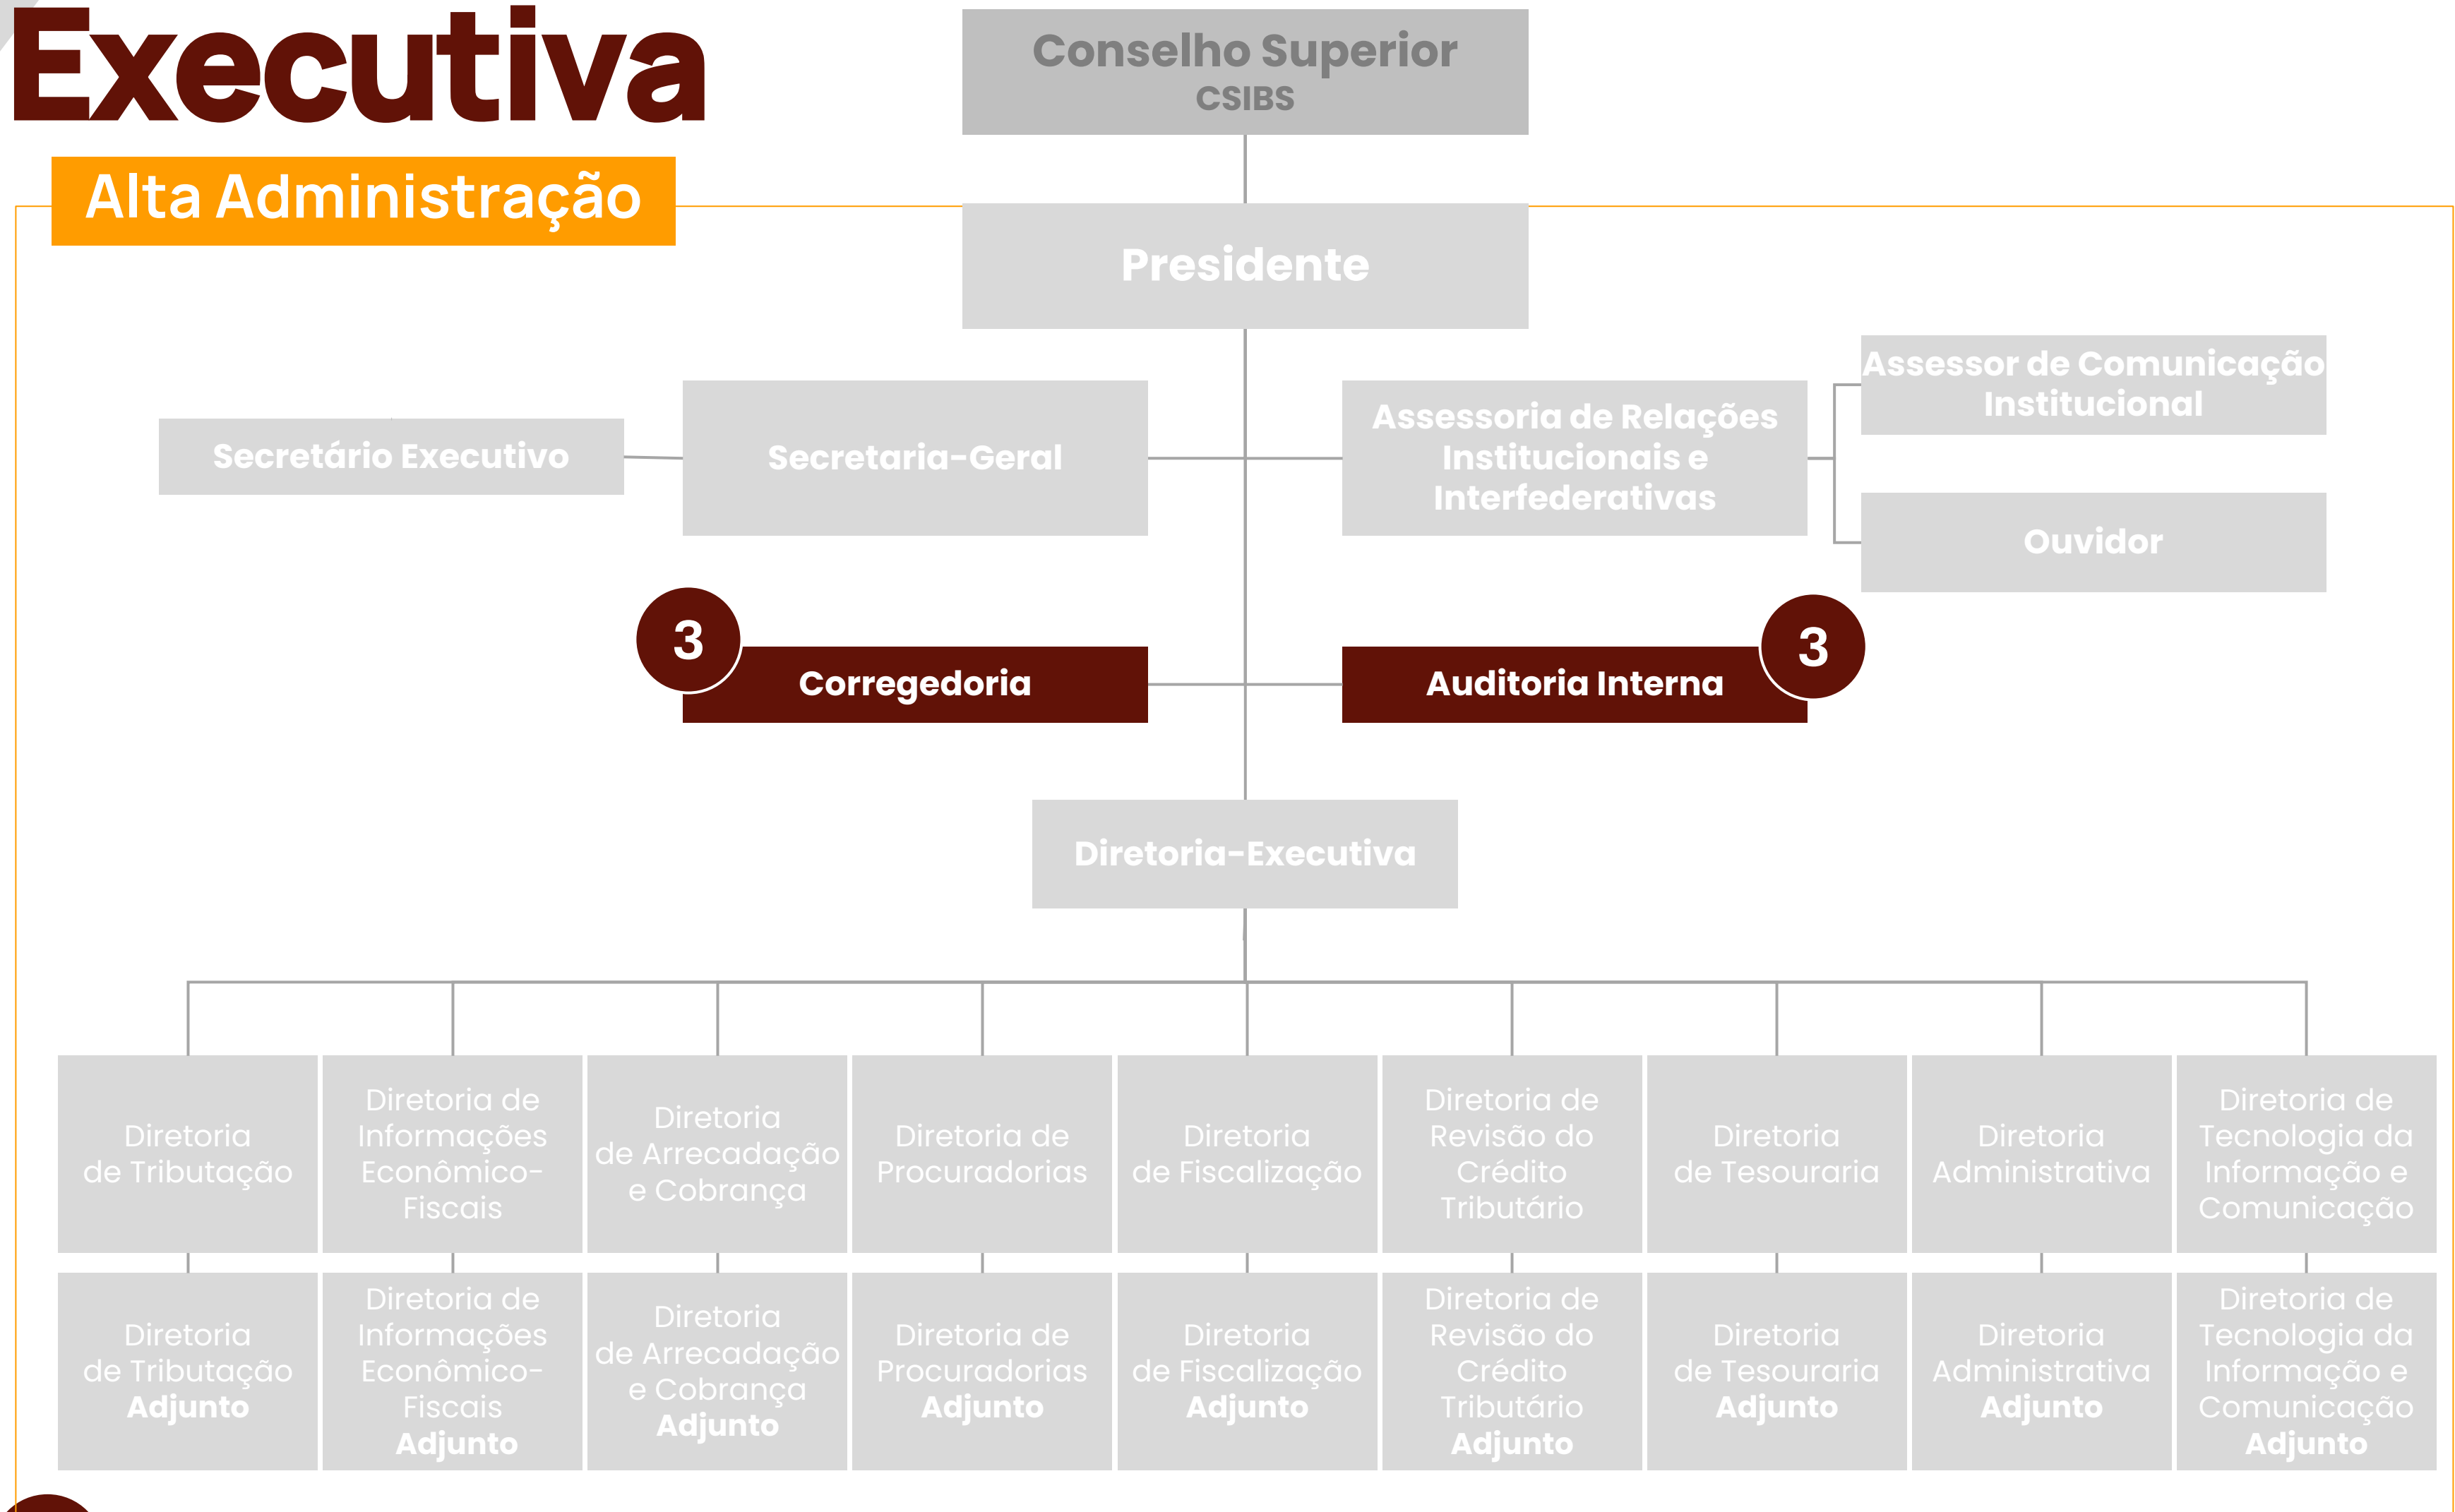 Executiva
Conselho Superior
CSIBS
Alta Administração
Presidente
Secretário Executivo
Secretaria-Geral
Assessoria de Relações
Institucionais e
Interfederativas
Assessor de Comunicação
Institucional
Ouvidor
3
Corregedoria
Auditoria Interna
3
Diretoria-Executiva
Diretoria
de Tributação
Diretoria de
Informações
Econômico-
Fiscais
Diretoria
de Arrecadação
e Cobrança
Diretoria de
Procuradorias
Diretoria
de Fiscalização
Diretoria de
Revisão do
Crédito
Tributário
Diretoria
de Tesouraria
Diretoria
Administrativa
Diretoria de
Tecnologia da
Informação e
Comunicação
Diretoria
de Tributação
Adjunto
Diretoria de
Informações
Econômico-
Fiscais
Adjunto
Diretoria
de Arrecadação
e Cobrança
Adjunto
Diretoria de
Procuradorias
Adjunto
Diretoria
de Fiscalização
Adjunto
Diretoria de
Revisão do
Crédito
Tributário
Adjunto
Diretoria
de Tesouraria
Adjunto
Diretoria
Administrativa
Adjunto
Diretoria de
Tecnologia da
Informação e
Comunicação
Adjunto